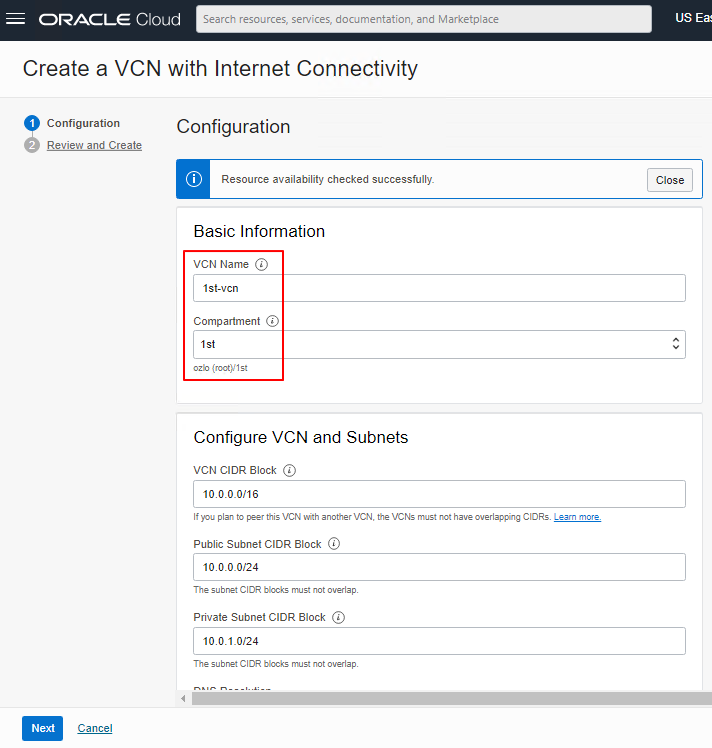 ORACLE Cloud
Search resources, services, documentation, and Marketplace
US Eas
Create a VCN with Internet Connectivity
1 Configuration
2 Review and Create
Configuration
Resource availability checked successfully.
Close
Basic Information
VCN Name
1st-vcn
Compartment
1st
ozlo (root)/1st
Configure VCN and Subnets
VCN CIDR Block
10.0.0.0/16
If you plan to peer this VCN with another VCN, the VCNs must not have overlapping CIDRs. Learn more.
Public Subnet CIDR Block
10.0.0.0/24
The subnet CIDR blocks must not overlap.
Private Subnet CIDR Block
10.0.1.0/24
The subnet CIDR blocks must not overlap.
DNS Resolution
Next
Cancel